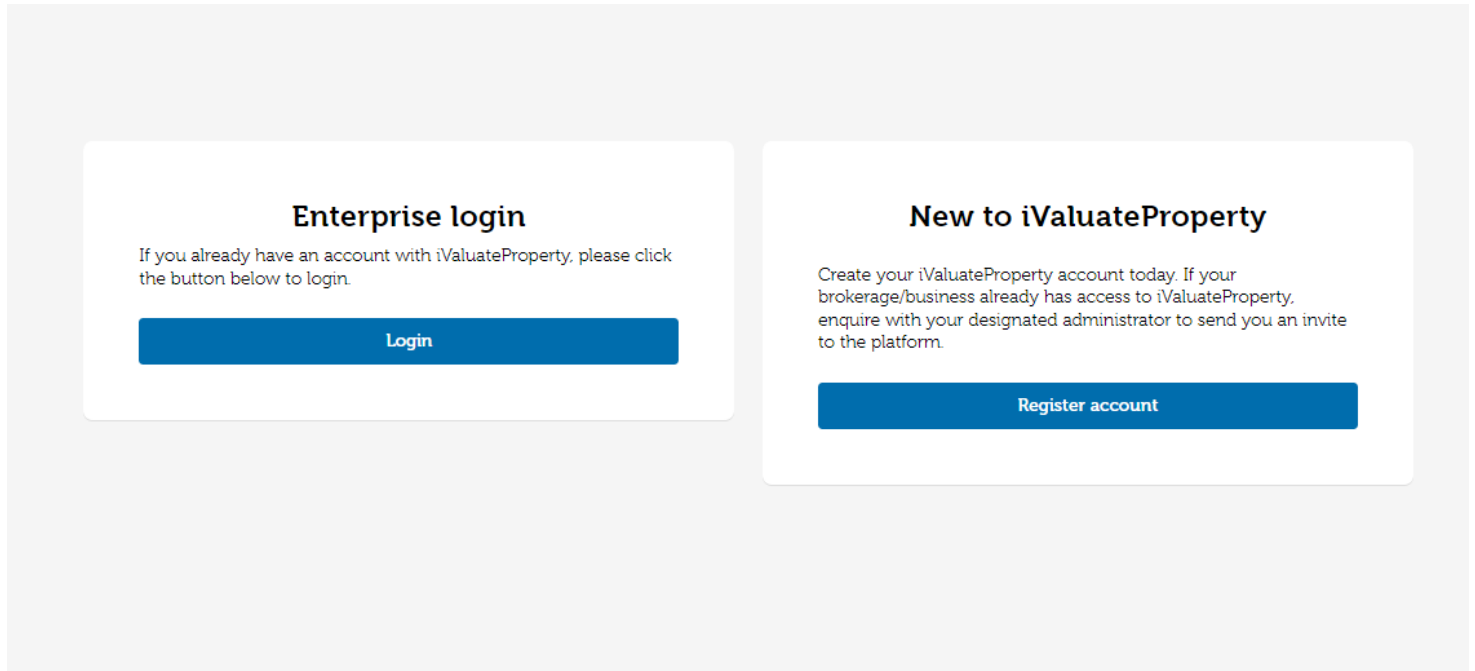 Enterprise login
If you already have an account with iValuateProperty, please click
the button below to login.
Login
New to iValuateProperty
Create your iValuateProperty account today. If your
brokerage/business already has access to iValuateProperty,
enquire with your designated administrator to send you an invite
to the platform.
Register account